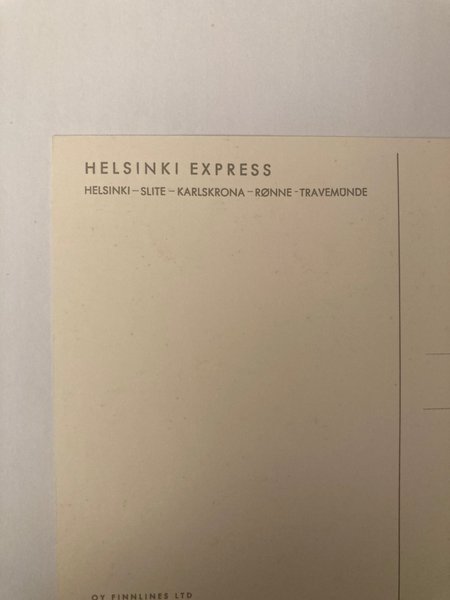 HELSINKI EXPRESS
HELSINKI – SLITE – KARLSKRONA – RØNNE - TRAVEMÜNDE
OY FINNLINES LTD